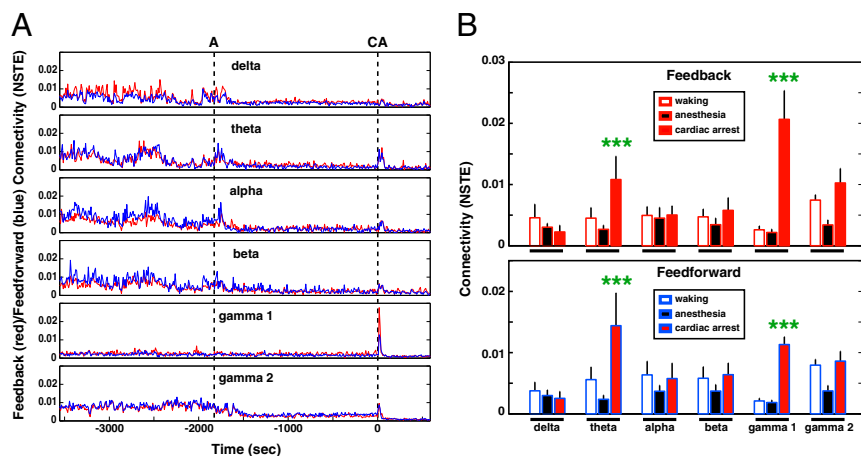 A
A
CA
Feedback (red)/Feedforward (blue) Connectivity (NSTE)
delta
0.02
0.01
0
theta
0.02
0.01
0
alpha
0.02
0.01
0
beta
0.02
0.01
0
gamma 1
0.02
0.01
0
gamma 2
0.02
0.01
0
-3000
-2000
-1000
0
Time (sec)
B
Connectivity (NSTE)
0.03
0.02
0.01
0
Feedback
waking
anesthesia
cardiac arrest
***
***
0.02
0.01
0
Feedforward
waking
anesthesia
cardiac arrest
***
***
delta
theta
alpha
beta
gamma 1
gamma 2